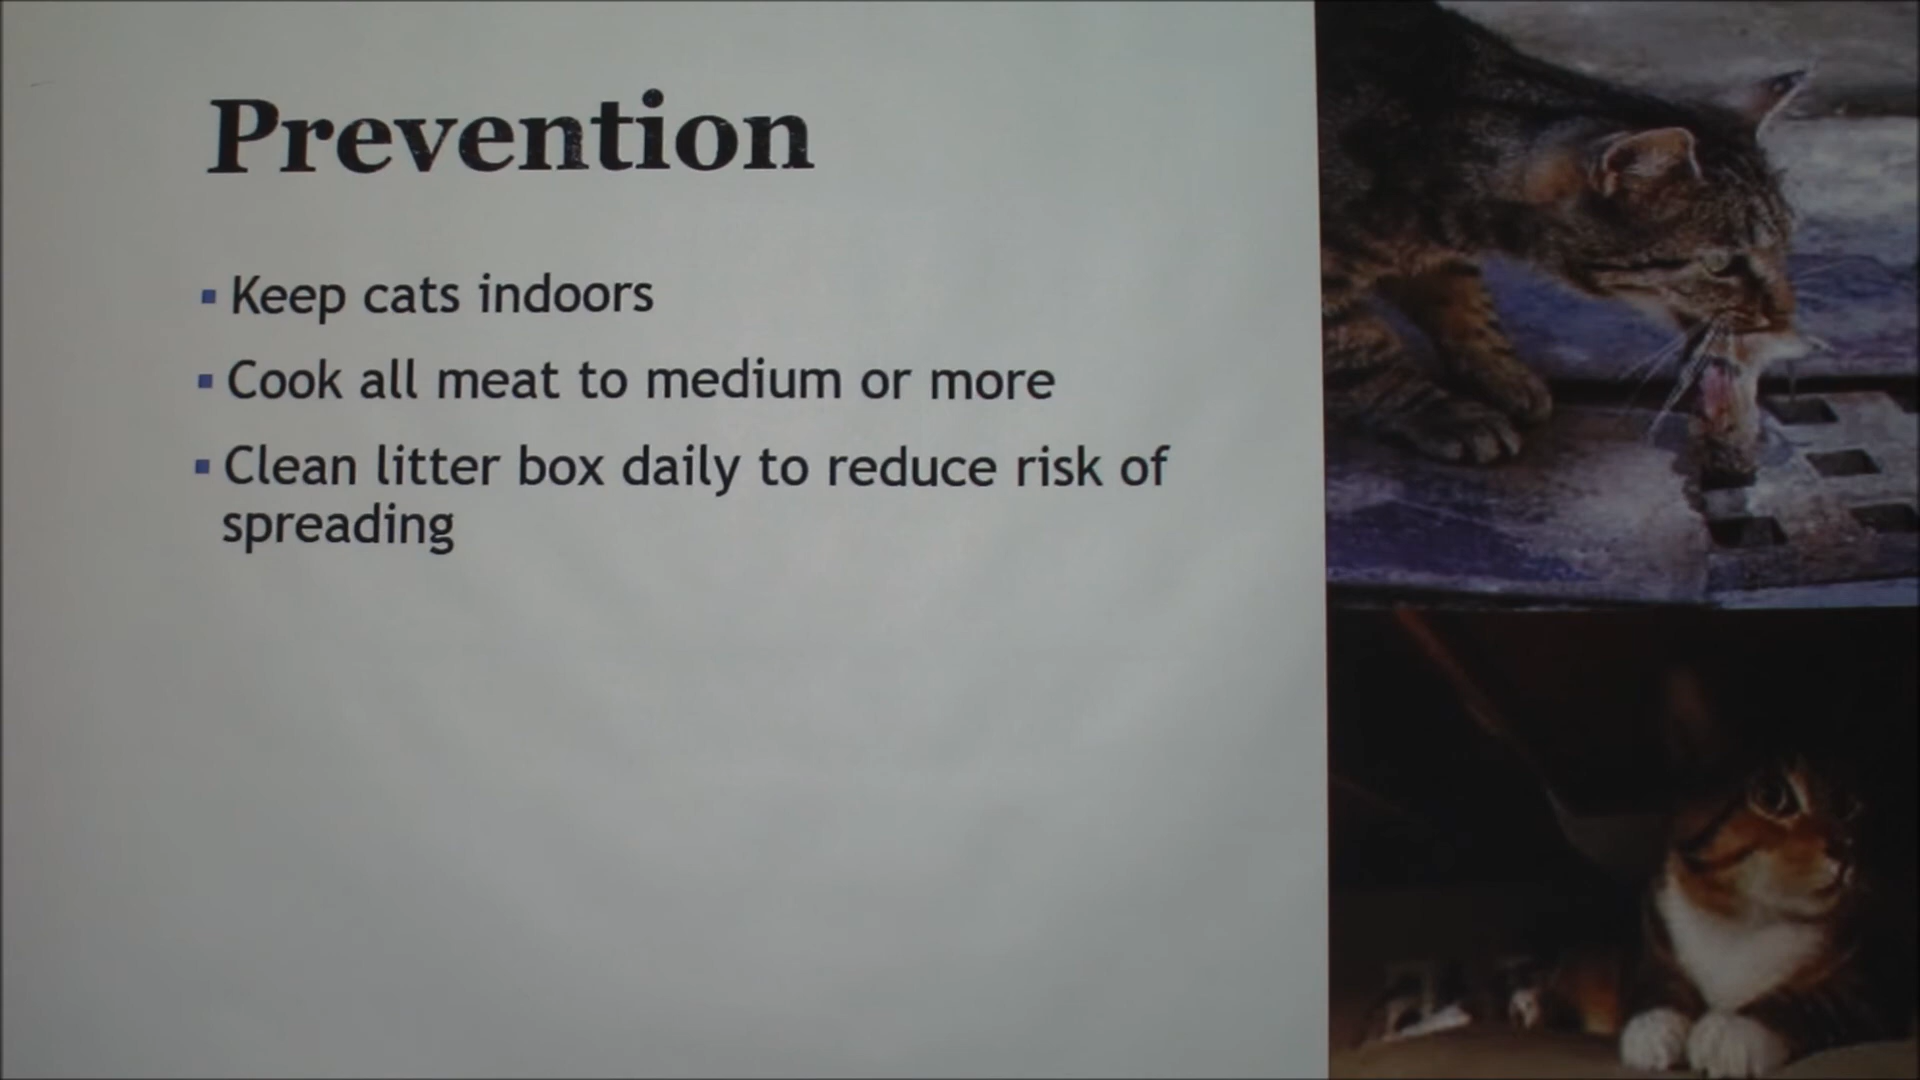 Prevention
▪ Keep cats indoors
▪ Cook all meat to medium or more
▪ Clean litter box daily to reduce risk of
spreading